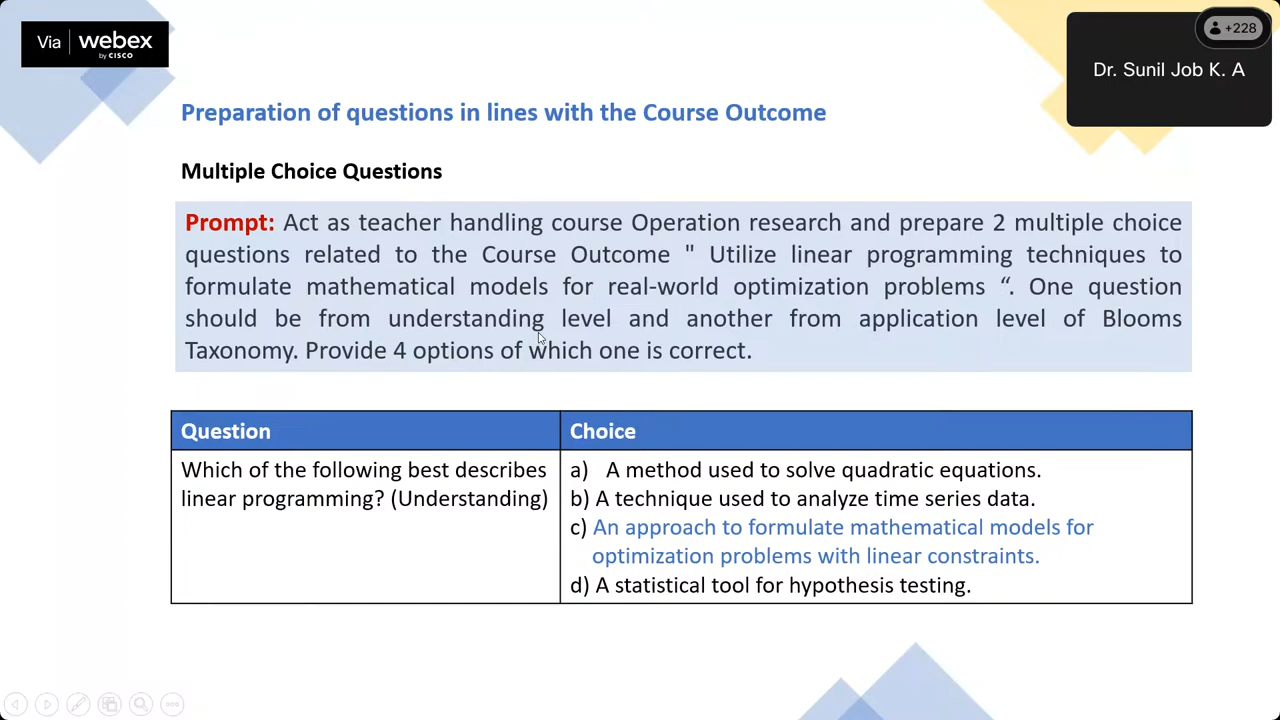 Via webex
by CISCO
+228
Dr. Sunil Job K. A
Preparation of questions in lines with the Course Outcome
Multiple Choice Questions
Prompt: Act as teacher handling course Operation research and prepare 2 multiple choice
questions related to the Course Outcome " Utilize linear programming techniques to
formulate mathematical models for real-world optimization problems “. One question
should be from understanding level and another from application level of Blooms
Taxonomy. Provide 4 options of which one is correct.
Question
Choice
Which of the following best describes
linear programming? (Understanding)
a) A method used to solve quadratic equations.
b) A technique used to analyze time series data.
c) An approach to formulate mathematical models for
optimization problems with linear constraints.
d) A statistical tool for hypothesis testing.